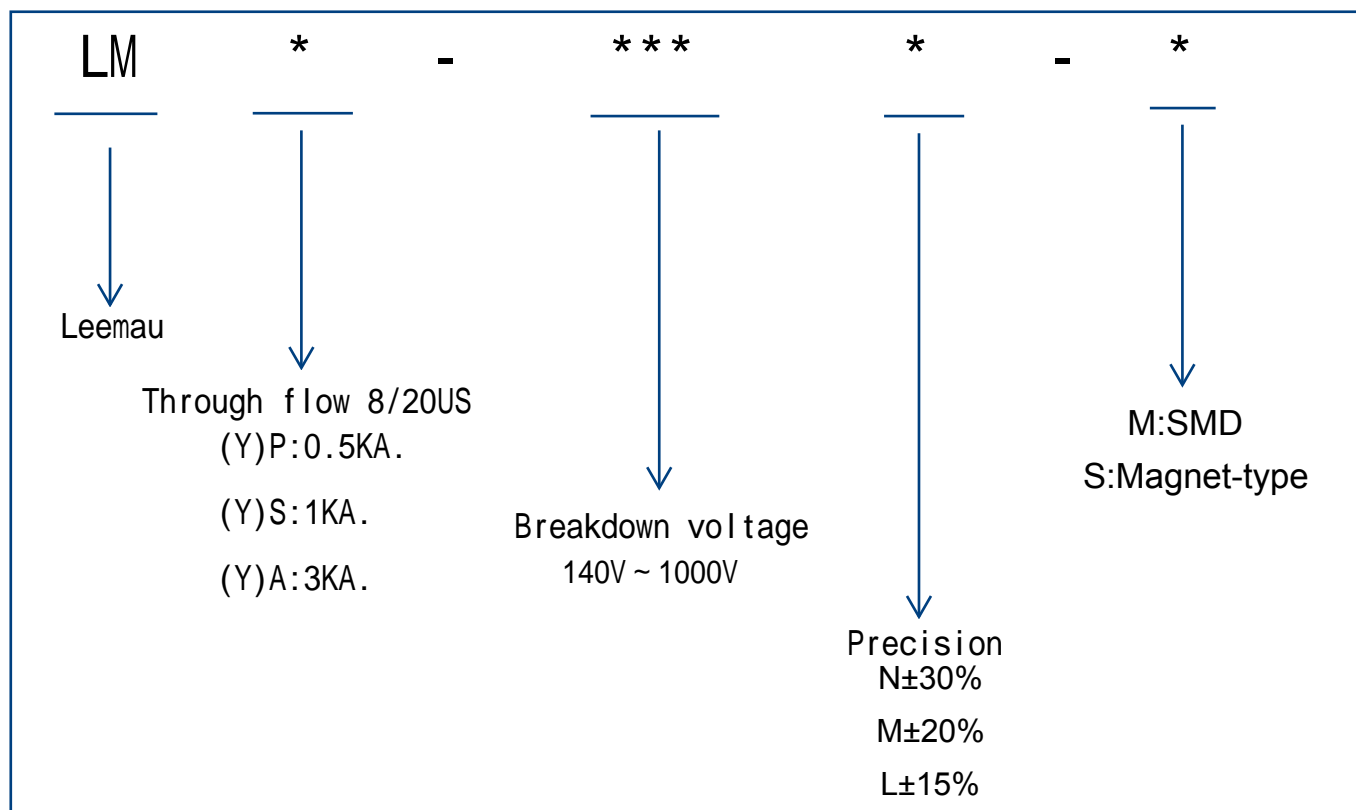 LM * - *** * - *
Leemau
Through flow 8/20US
(Y)P:0.5KA.
(Y)S:1KA.
(Y)A:3KA.
Breakdown voltage
140V~1000V
Precision
N±30%
M±20%
L±15%
M:SMD
S:Magnet-type